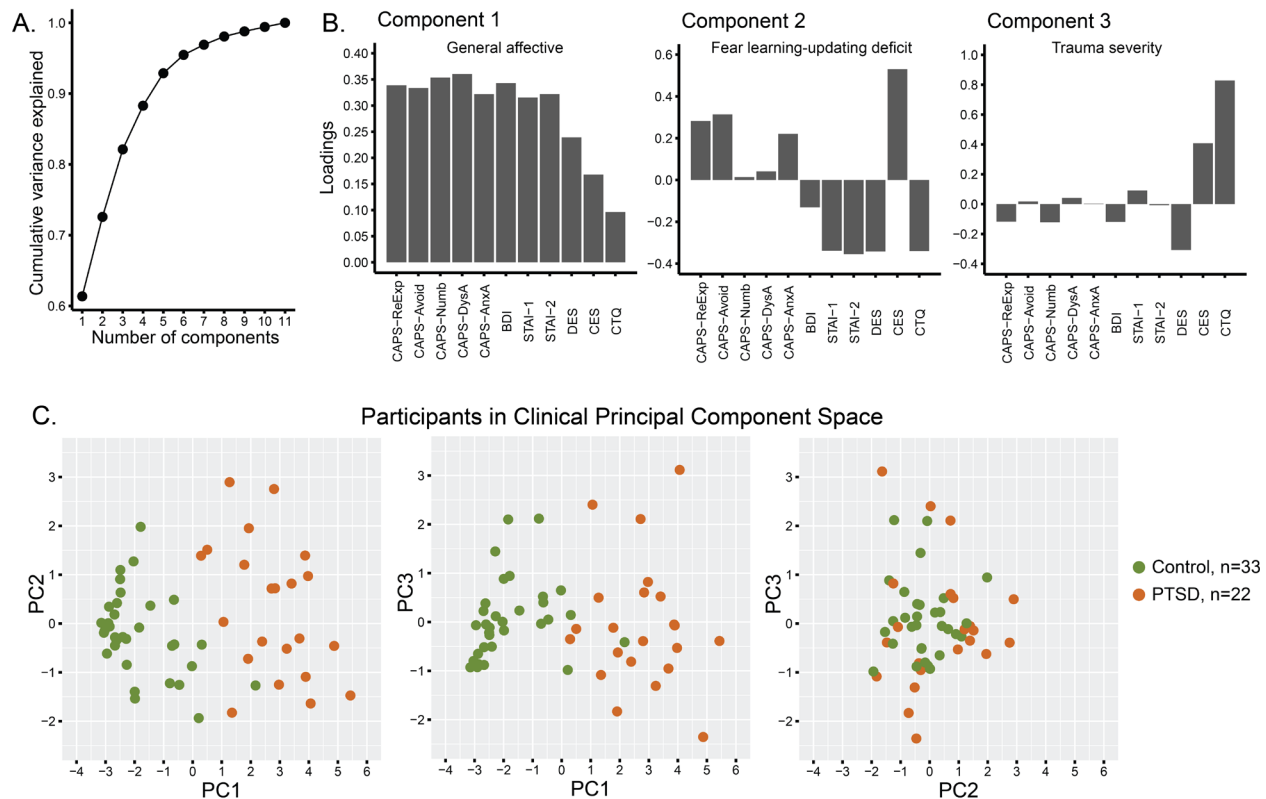 A.
Cumulative variance explained
1.0
0.9
0.8
0.7
0.6
1 2 3 4 5 6 7 8 9 10 11
Number of components
B.
Component 1
General affective
Loadings
0.40
0.35
0.30
0.25
0.20
0.15
0.10
0.05
0.00
CAPS−ReExp
CAPS−Avoid
CAPS−Numb
CAPS−DysA
CAPS−AnxA
BDI
STAI−1
STAI−2
DES
CES
CTQ
Component 2
Fear learning-updating deficit
0.6
0.4
0.2
0.0
−0.2
−0.4
CAPS−ReExp
CAPS−Avoid
CAPS−Numb
CAPS−DysA
CAPS−AnxA
BDI
STAI−1
STAI−2
DES
CES
CTQ
Component 3
Trauma severity
1.0
0.8
0.6
0.4
0.2
0.0
−0.2
−0.4
CAPS−ReExp
CAPS−Avoid
CAPS−Numb
CAPS−DysA
CAPS−AnxA
BDI
STAI−1
STAI−2
DES
CES
CTQ
C.
Participants in Clinical Principal Component Space
PC2
3
2
1
0
−1
−2
−4 −3 −2 −1 0 1 2 3 4 5 6
PC1
PC3
3
2
1
0
−1
−2
−4 −3 −2 −1 0 1 2 3 4 5 6
PC1
PC3
3
2
1
0
−1
−2
−4 −3 −2 −1 0 1 2 3 4 5 6
PC2
Control, n=33
PTSD, n=22